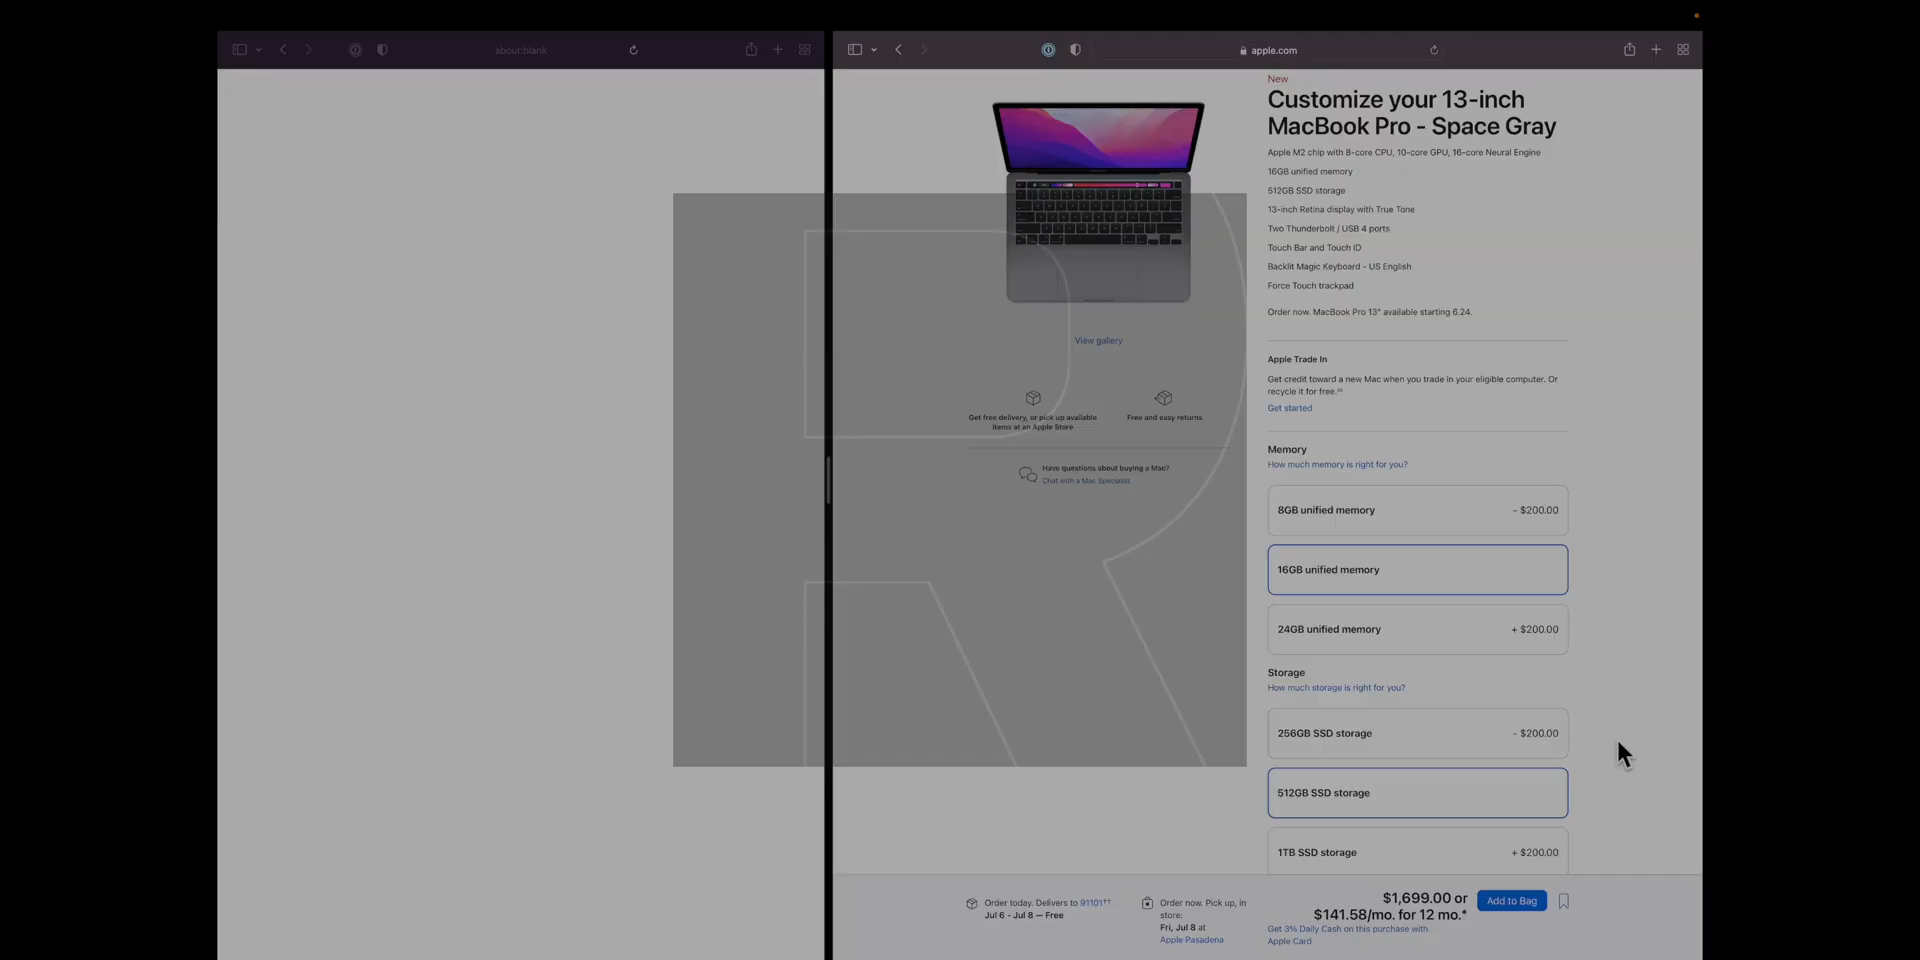 about:blank
apple.com
New
Customize your 13-inch
MacBook Pro - Space Gray
Apple M2 chip with 8-core CPU, 10-core GPU, 16-core Neural Engine
16GB unified memory
512GB SSD storage
13-inch Retina display with True Tone
Two Thunderbolt / USB 4 ports
Touch Bar and Touch ID
Backlit Magic Keyboard - US English
Force Touch trackpad
Order now. MacBook Pro 13" available starting 6.24.
View gallery
Get free delivery, or pick up available
items at an Apple Store
Free and easy returns
Have questions about buying a Mac?
Chat with a Mac Specialist
Apple Trade In
Get credit toward a new Mac when you trade in your eligible computer. Or
recycle it for free.
Get started
Memory
How much memory is right for you?
8GB unified memory - $200.00
16GB unified memory
24GB unified memory + $200.00
Storage
How much storage is right for you?
256GB SSD storage - $200.00
512GB SSD storage
1TB SSD storage + $200.00
Order today. Delivers to 91101††
Jul 6 - Jul 8 — Free
Order now. Pick up, in
store:
Fri, Jul 8 at
Apple Pasadena
$1,699.00 or
$141.58/mo. for 12 mo.*
Get 3% Daily Cash on this purchase with
Apple Card
Add to Bag